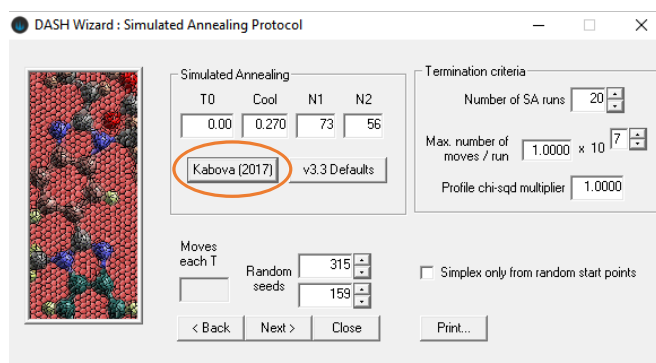 DASH Wizard : Simulated Annealing Protocol
Simulated Annealing
T0 Cool N1 N2
0.00 0.270 73 56
Kabova (2017) v3.3 Defaults
Termination criteria
Number of SA runs 20
Max. number of
moves / run 1.0000 x 10 7
Profile chi-sqd multiplier 1.0000
Moves
each T
Random
seeds
315
159
Simplex only from random start points
< Back Next > Close Print...